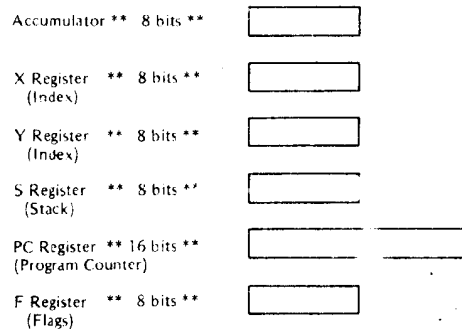 Accumulator ** 8 bits **
X Register ** 8 bits **
(Index)
Y Register ** 8 bits **
(Index)
S Register ** 8 bits **
(Stack)
PC Register ** 16 bits **
(Program Counter)
F Register ** 8 bits **
(Flags)